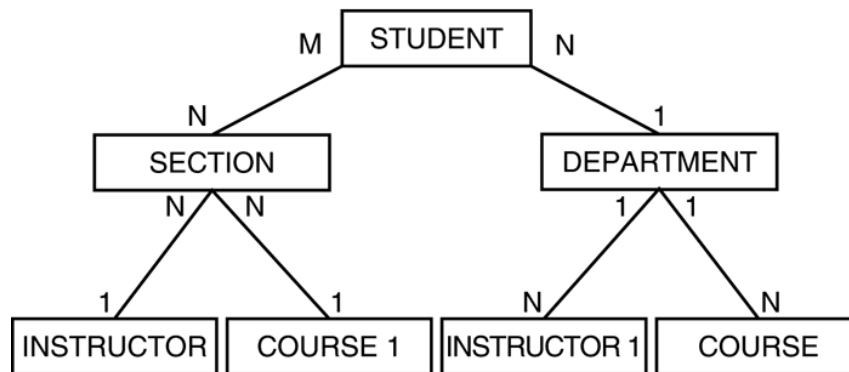 STUDENT
M N
N 1
SECTION DEPARTMENT
N N 1 1
1 1 N N
INSTRUCTOR COURSE 1 INSTRUCTOR 1 COURSE